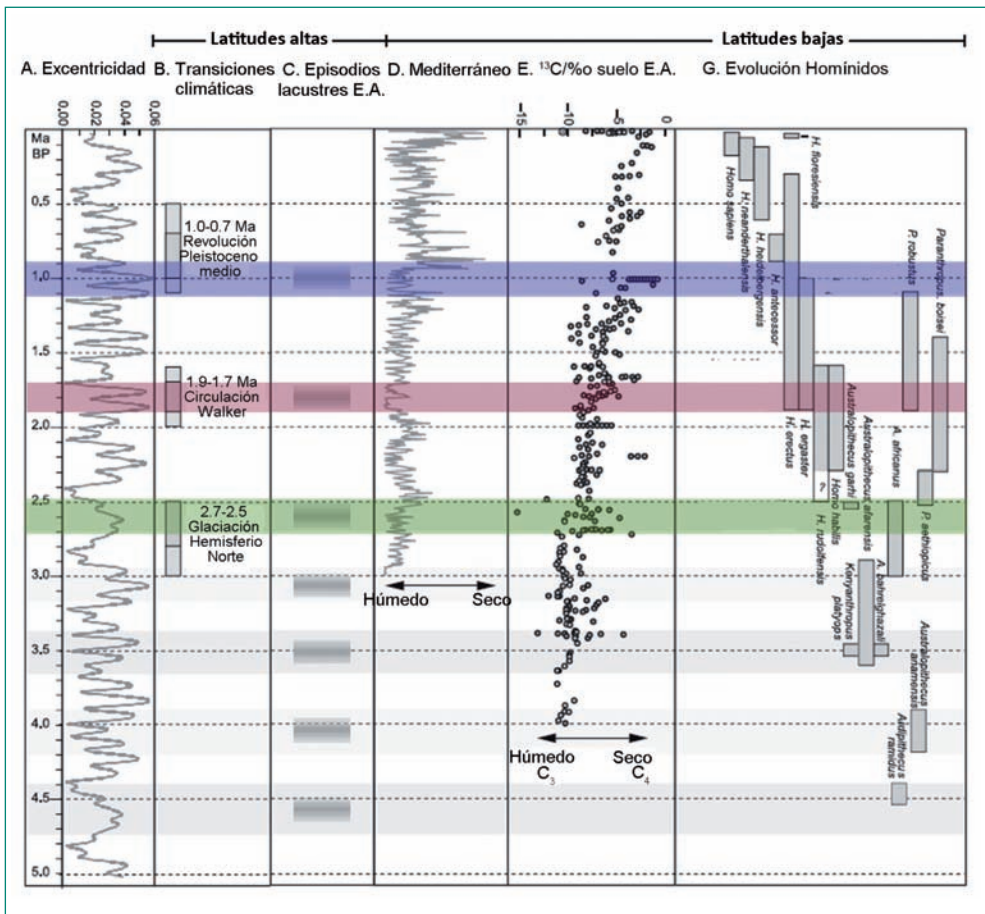 Latitudes altas
Latitudes bajas
A. Excentricidad
B. Transiciones
climáticas
C. Episodios
lacustres E.A.
D. Mediterráneo
E. ¹³C/%o suelo E.A.
G. Evolución Homínidos
0.00
0.02
0.04
0.06
-15
-10
-5
0
Ma
BP
0.5
1.0
1.5
2.0
2.5
3.0
3.5
4.0
4.5
5.0
1.0-0.7 Ma
Revolución
Pleistoceno
medio
1.9-1.7 Ma
Circulación
Walker
2.7-2.5
Glaciación
Hemisferio
Norte
Húmedo
Seco
Húmedo
C₃
Seco
C₄
Homo sapiens
H. neanderthalensis
H. heidelbergensis
H. antecessor
H. floresiensis
H. erectus
H. ergaster
?
H. rudolfensis
Homo habilis
Australopithecus garhi
Australopithecus afarensis
Kenyanthropus
platyops
A. bahrelghazali
A. africanus
P. robustus
Paranthropus. boisei
P. aethiopicus
Australopithecus
anamensis
Ardipithecus
ramidus